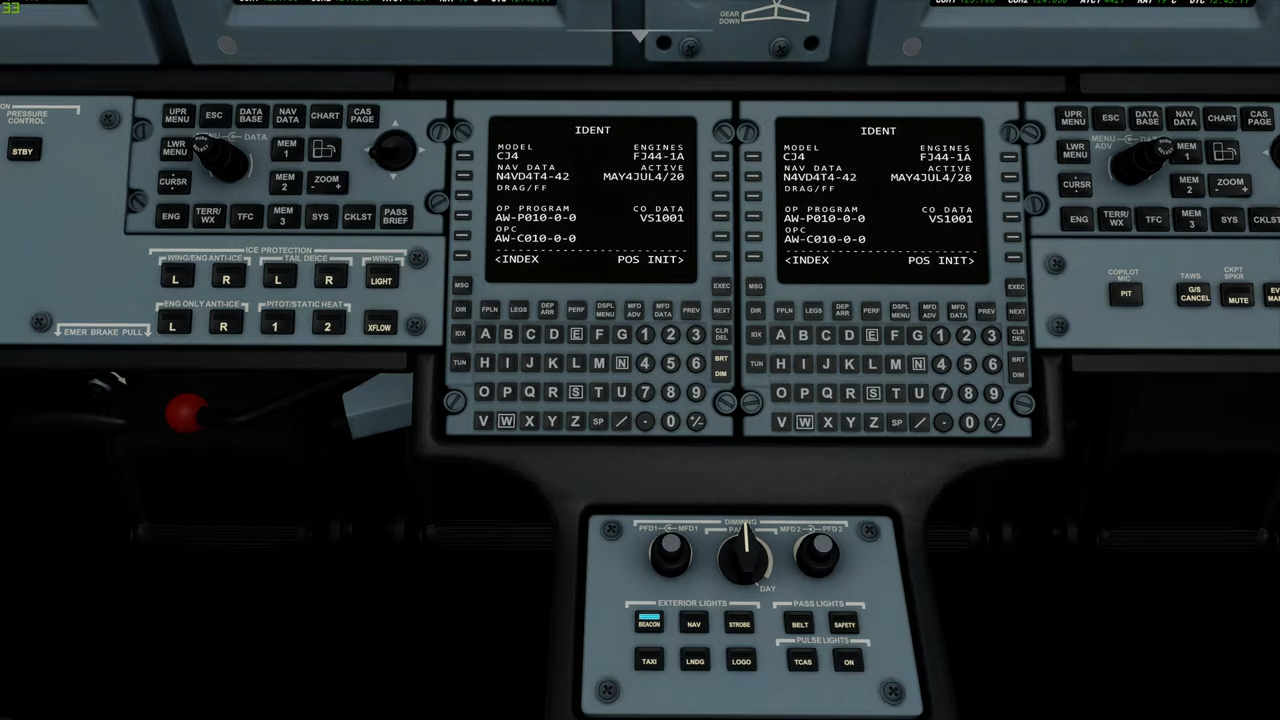 33
GEAR
DOWN
ON
PRESSURE
CONTROL
STBY
UPR
MENU
ESC
DATA
BASE
NAV
DATA
CHART
CAS
PAGE
LWR
MENU
DATA
MEM
1
CURSR
MEM
2
ZOOM
- +
ENG
TERR/
WX
TFC
MEM
3
SYS
CKLST
PASS
BRIEF
ICE PROTECTION
WING/ENG ANTI-ICE
TAIL DEICE
WING
L R L R LIGHT
ENG ONLY ANTI-ICE
PITOT/STATIC HEAT
L R 1 2 XFLOW
EMER BRAKE PULL
IDENT
MODEL ENGINES
CJ4 FJ44-1A
NAV DATA ACTIVE
N4VD4T4-42 MAY4JUL4/20
DRAG/FF
OP PROGRAM CO DATA
AW-P010-0-0 VS1001
OPC
AW-C010-0-0
<INDEX POS INIT>
MSG EXEC
DIR FPLN LEGS DEP ARR PERF DSPL MENU MFD ADV MFD DATA PREV NEXT
IDX A B C D E F G 1 2 3 CLR DEL
TUN H I J K L M N 4 5 6 BRT DIM
O P Q R S T U 7 8 9
V W X Y Z SP / . 0 +/-
IDENT
MODEL ENGINES
CJ4 FJ44-1A
NAV DATA ACTIVE
N4VD4T4-42 MAY4JUL4/20
DRAG/FF
OP PROGRAM CO DATA
AW-P010-0-0 VS1001
OPC
AW-C010-0-0
<INDEX POS INIT>
MSG EXEC
DIR FPLN LEGS DEP ARR PERF DSPL MENU MFD ADV MFD DATA PREV NEXT
IDX A B C D E F G 1 2 3 CLR DEL
TUN H I J K L M N 4 5 6 BRT DIM
O P Q R S T U 7 8 9
V W X Y Z SP / . 0 +/-
UPR
MENU
ESC
DATA
BASE
NAV
DATA
CHART
CAS
PAGE
MENU
ADV
LWR
MENU
MEM
1
CURSR
MEM
2
ZOOM
- +
ENG
TERR/
WX
TFC
MEM
3
SYS
CKLST
COPILOT
MIC
PIT
TAWS
G/S
CANCEL
CKPT
SPKR
MUTE
DIMMING
PFD1 MFD1 MFD2 PFD2
DAY
EXTERIOR LIGHTS
PASS LIGHTS
BEACON NAV STROBE BELT SAFETY
PULSE LIGHTS
TAXI LNDG LOGO TCAS ON